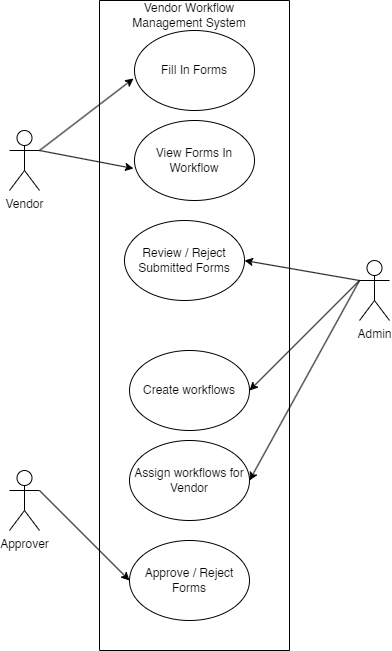 Vendor Workflow
Management System
Fill In Forms
View Forms In
Workflow
Vendor
Review / Reject
Submitted Forms
Admin
Create workflows
Assign workflows for
Vendor
Approver
Approve / Reject
Forms